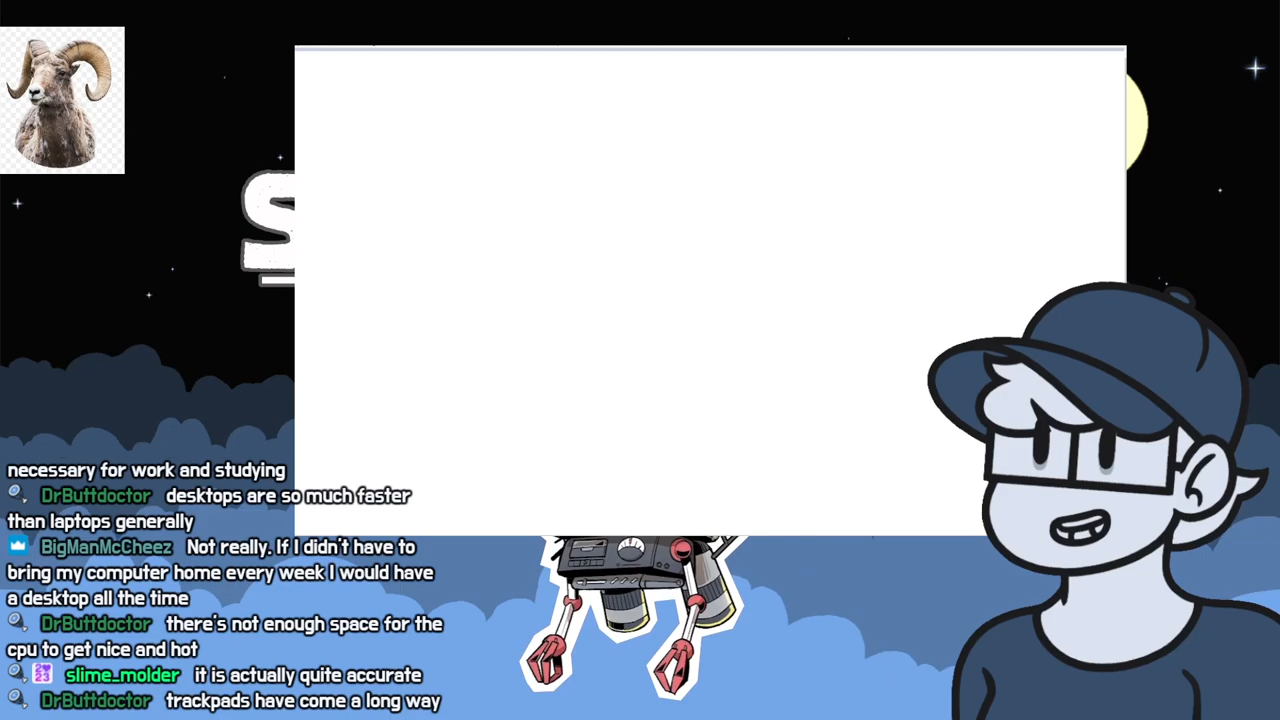 S
necessary for work and studying
DrButtdoctor desktops are so much faster
than laptops generally
BigManMcCheez Not really. If I didn't have to
bring my computer home every week I would have
a desktop all the time
DrButtdoctor there's not enough space for the
cpu to get nice and hot
slime_molder it is actually quite accurate
DrButtdoctor trackpads have come a long way